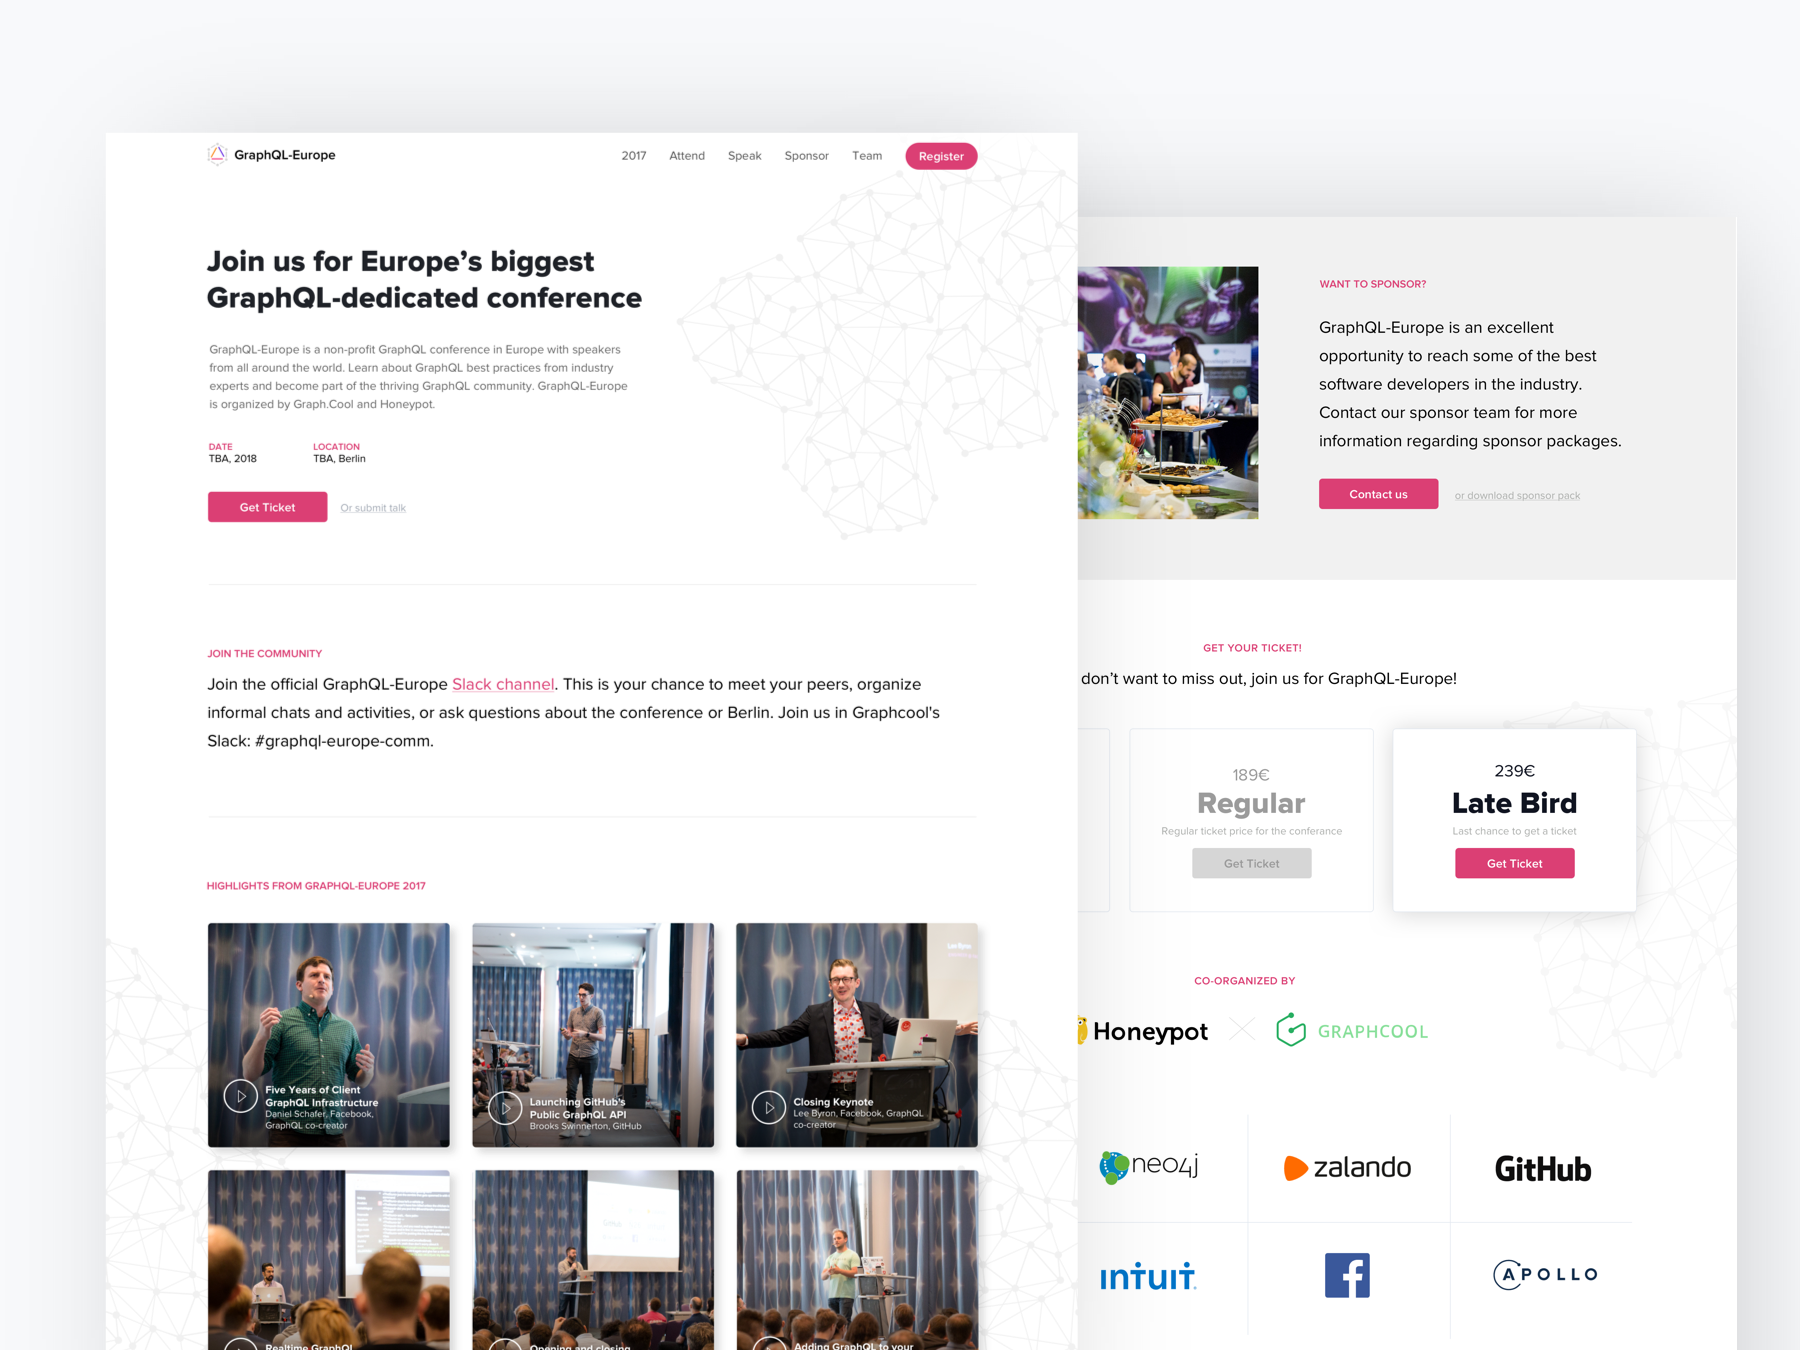 GraphQL-Europe
2017 Attend Speak Sponsor Team Register
Join us for Europe’s biggest
GraphQL-dedicated conference
GraphQL-Europe is a non-profit GraphQL conference in Europe with speakers
from all around the world. Learn about GraphQL best practices from industry
experts and become part of the thriving GraphQL community. GraphQL-Europe
is organized by Graph.Cool and Honeypot.
DATE LOCATION
TBA, 2018 TBA, Berlin
Get Ticket Or submit talk
JOIN THE COMMUNITY
Join the official GraphQL-Europe Slack channel. This is your chance to meet your peers, organize
informal chats and activities, or ask questions about the conference or Berlin. Join us in Graphcool's
Slack: #graphql-europe-comm.
HIGHLIGHTS FROM GRAPHQL-EUROPE 2017
Five Years of Client
GraphQL Infrastructure
Daniel Schafer, Facebook,
GraphQL co-creator
Launching GitHub's
Public GraphQL API
Brooks Swinnerton, GitHub
Closing Keynote
Lee Byron, Facebook, GraphQL
co-creator
Realtime GraphQL
Opening and closing
Adding GraphQL to your
WANT TO SPONSOR?
GraphQL-Europe is an excellent
opportunity to reach some of the best
software developers in the industry.
Contact our sponsor team for more
information regarding sponsor packages.
Contact us or download sponsor pack
GET YOUR TICKET!
don’t want to miss out, join us for GraphQL-Europe!
189€
Regular
Regular ticket price for the conferance
Get Ticket
239€
Late Bird
Last chance to get a ticket
Get Ticket
CO-ORGANIZED BY
Honeypot GRAPHCOOL
neo4j zalando GitHub
intuit f APOLLO